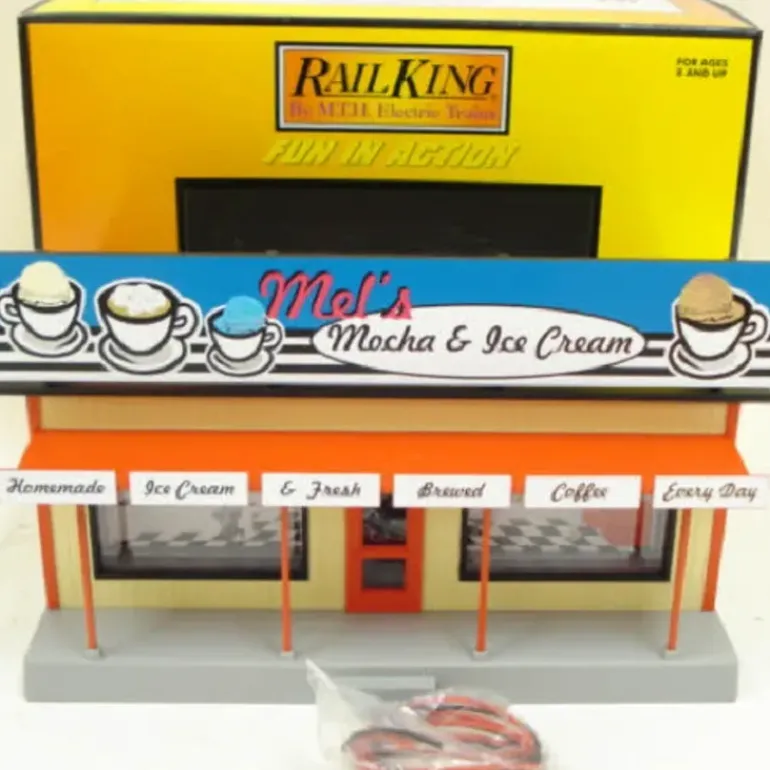 RAILKING
By M.T.H. Electric Trains
FOR AGES
8 AND UP
FUN IN ACTION
Mel's
Mocha & Ice Cream
Homemade
Ice Cream
& Fresh
Brewed
Coffee
Every Day